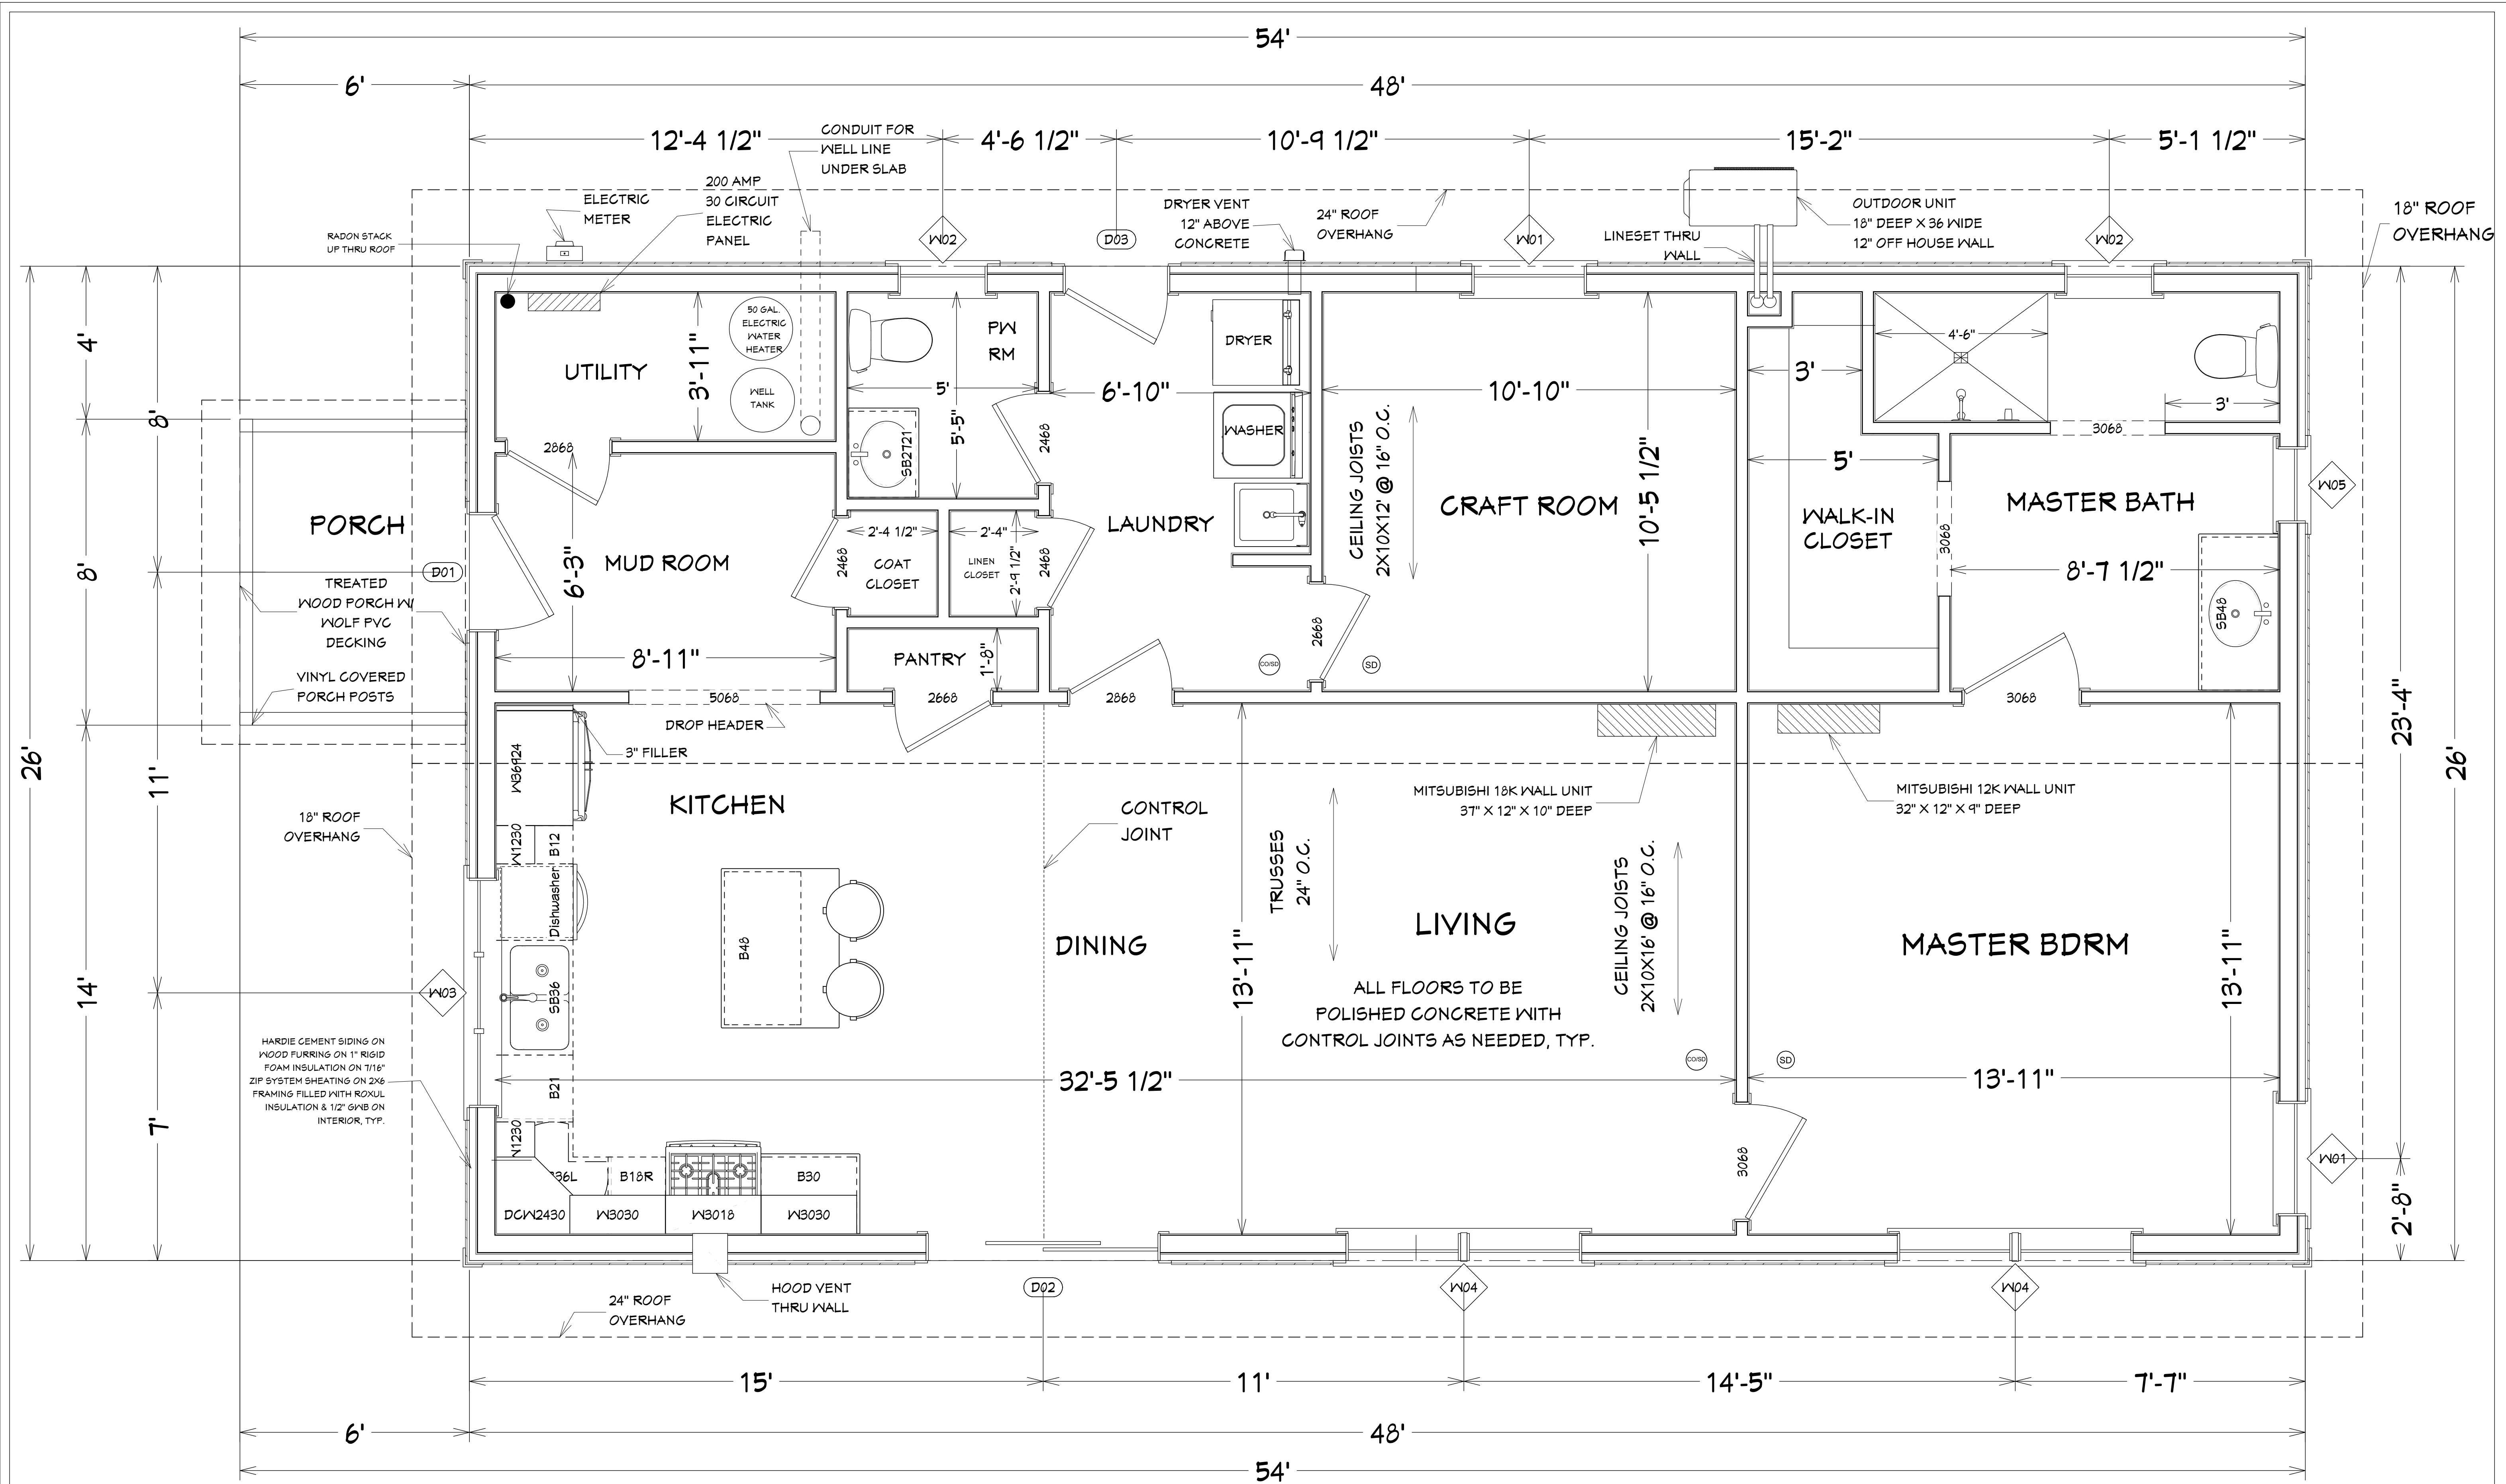 54'
6'
48'
12'-4 1/2"
4'-6 1/2"
10'-9 1/2"
15'-2"
5'-1 1/2"
CONDUIT FOR
WELL LINE
UNDER SLAB
200 AMP
30 CIRCUIT
ELECTRIC
PANEL
ELECTRIC
METER
RADON STACK
UP THRU ROOF
W02
D03
DRYER VENT
12" ABOVE
CONCRETE
24" ROOF
OVERHANG
W01
LINESET THRU
WALL
OUTDOOR UNIT
18" DEEP X 36 WIDE
12" OFF HOUSE WALL
W02
18" ROOF
OVERHANG
26'
4'
8'
14'
8'
11'
7'
UTILITY
3'-11"
50 GAL.
ELECTRIC
WATER
HEATER
WELL
TANK
2868
PW
RM
5'
5'-5"
SB2721
2468
6'-10"
DRYER
WASHER
LAUNDRY
CEILING JOISTS
2X10X12' @ 16" O.C.
10'-10"
10'-5 1/2"
CRAFT ROOM
3'
5'
WALK-IN
CLOSET
3068
4'-6"
3'
3068
MASTER BATH
8'-7 1/2"
SB48
W05
PORCH
D01
TREATED
WOOD PORCH W/
WOLF PVC
DECKING
VINYL COVERED
PORCH POSTS
MUD ROOM
6'-3"
8'-11"
2468
2'-4 1/2"
COAT
CLOSET
2'-4"
LINEN
CLOSET
2'-9 1/2"
2468
PANTRY
1'-8"
CO/SD
2668
SD
5068
DROP HEADER
2668
2868
3068
3" FILLER
W363924
W1230
B12
Dishwasher
SB36
B21
KITCHEN
B48
CONTROL
JOINT
DINING
18" ROOF
OVERHANG
W03
HARDIE CEMENT SIDING ON
WOOD FURRING ON 1" RIGID
FOAM INSULATION ON 7/16"
ZIP SYSTEM SHEATING ON 2X6
FRAMING FILLED WITH ROXUL
INSULATION & 1/2" GWB ON
INTERIOR, TYP.
MITSUBISHI 18K WALL UNIT
37" X 12" X 10" DEEP
MITSUBISHI 12K WALL UNIT
32" X 12" X 9" DEEP
13'-11"
TRUSSES
24" O.C.
LIVING
CEILING JOISTS
2X10X16' @ 16" O.C.
ALL FLOORS TO BE
POLISHED CONCRETE WITH
CONTROL JOINTS AS NEEDED, TYP.
CO/SD
SD
32'-5 1/2"
MASTER BDRM
13'-11"
13'-11"
3068
23'-4"
26'
W01
2'-8"
B18R
B30
DCW2430
W3030
W3018
W3030
HOOD VENT
THRU WALL
24" ROOF
OVERHANG
D02
W04
W04
15'
11'
14'-5"
7'-7"
6'
48'
54'